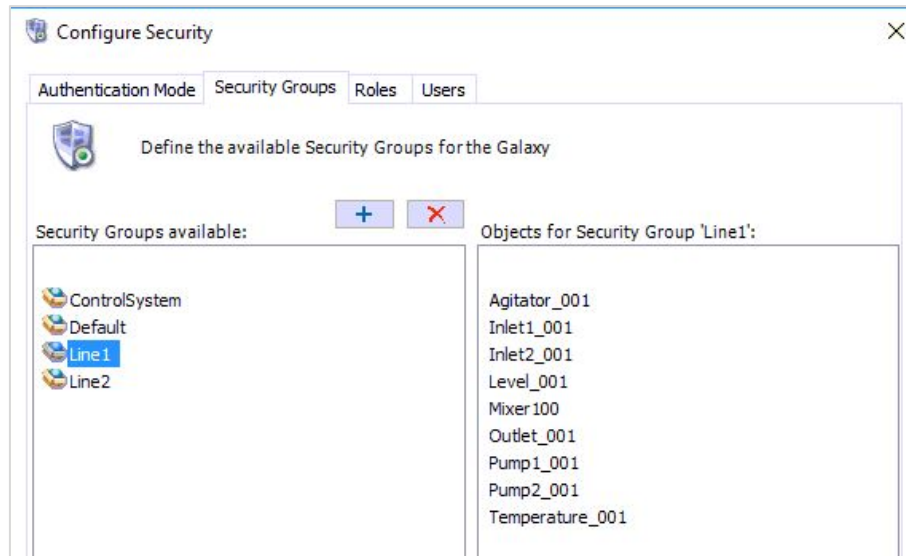 Configure Security
Authentication Mode Security Groups Roles Users
Define the available Security Groups for the Galaxy
Security Groups available:
ControlSystem
Default
Line1
Line2
Objects for Security Group 'Line1':
Agitator_001
Inlet1_001
Inlet2_001
Level_001
Mixer100
Outlet_001
Pump1_001
Pump2_001
Temperature_001